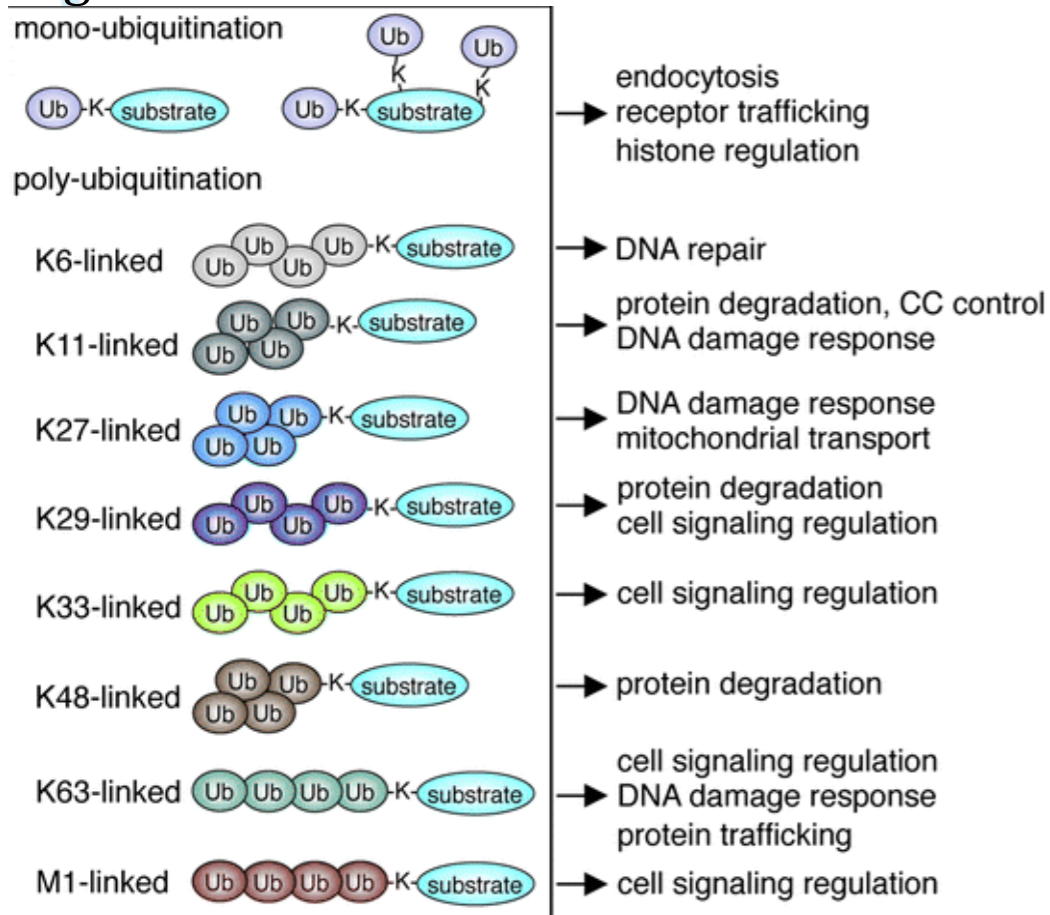 mono-ubiquitination
Ub Ub
K K
Ub -K- substrate Ub -K- substrate
endocytosis
receptor trafficking
histone regulation
poly-ubiquitination
K6-linked Ub Ub Ub Ub -K- substrate DNA repair
K11-linked Ub Ub Ub Ub -K- substrate protein degradation, CC control
DNA damage response
K27-linked Ub Ub Ub Ub -K- substrate DNA damage response
mitochondrial transport
K29-linked Ub Ub Ub Ub -K- substrate protein degradation
cell signaling regulation
K33-linked Ub Ub Ub Ub -K- substrate cell signaling regulation
K48-linked Ub Ub Ub Ub -K- substrate protein degradation
K63-linked Ub Ub Ub Ub -K- substrate cell signaling regulation
DNA damage response
protein trafficking
M1-linked Ub Ub Ub Ub -K- substrate cell signaling regulation